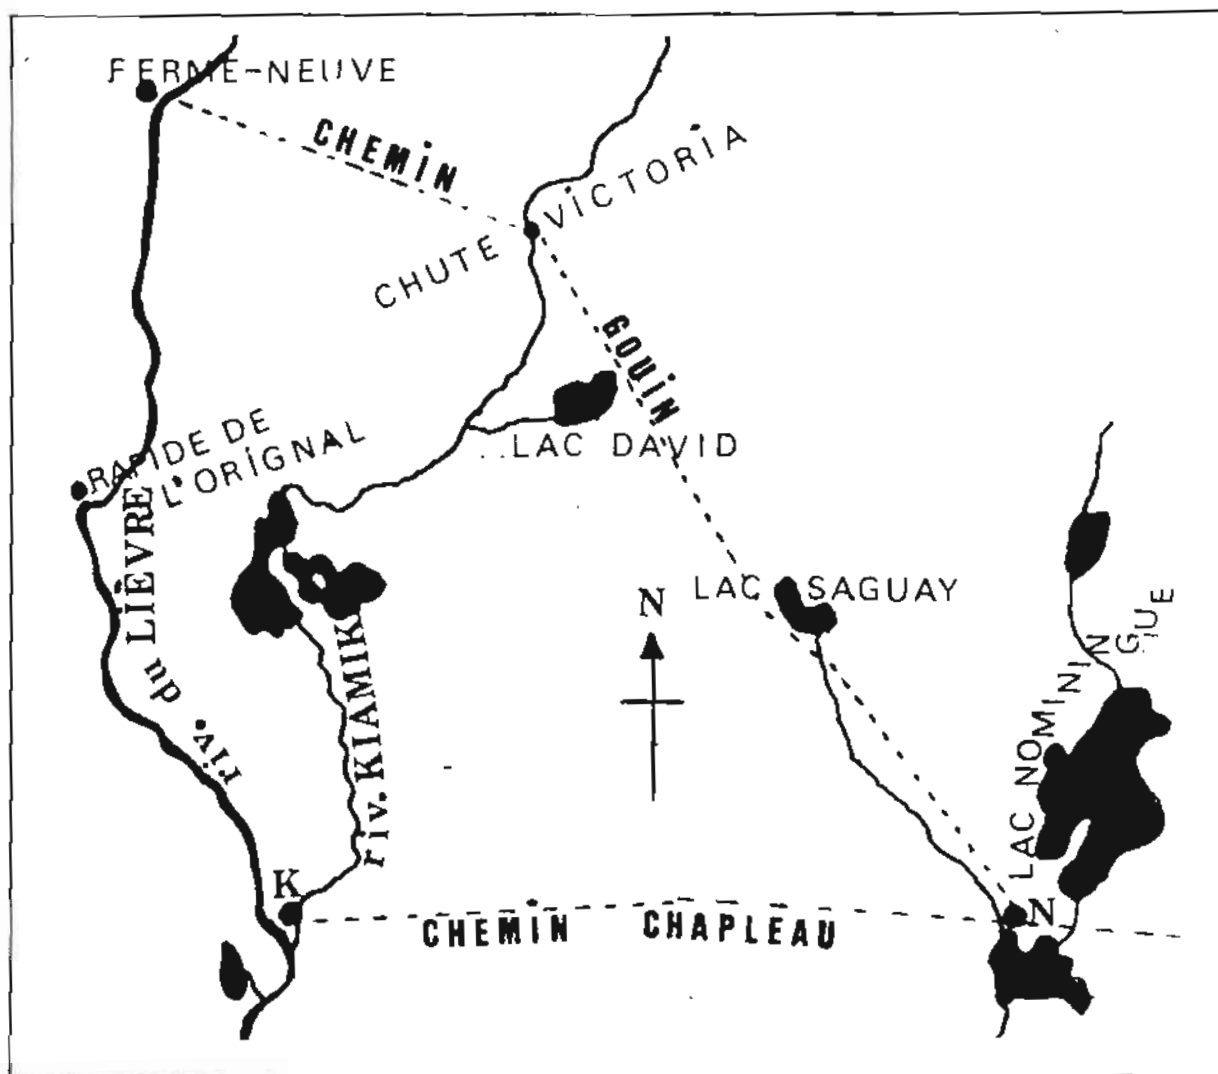 FERME-NEUVE
CHEMIN
CHUTE VICTORIA
GOUIN
LAC DAVID
RAPIDE DE
L'ORIGNAL
riv. du LIÈVRE
LAC SAGUAY
N
LAC NOMININGUE
riv. KIAMIK
K
N
CHEMIN CHAPLEAU